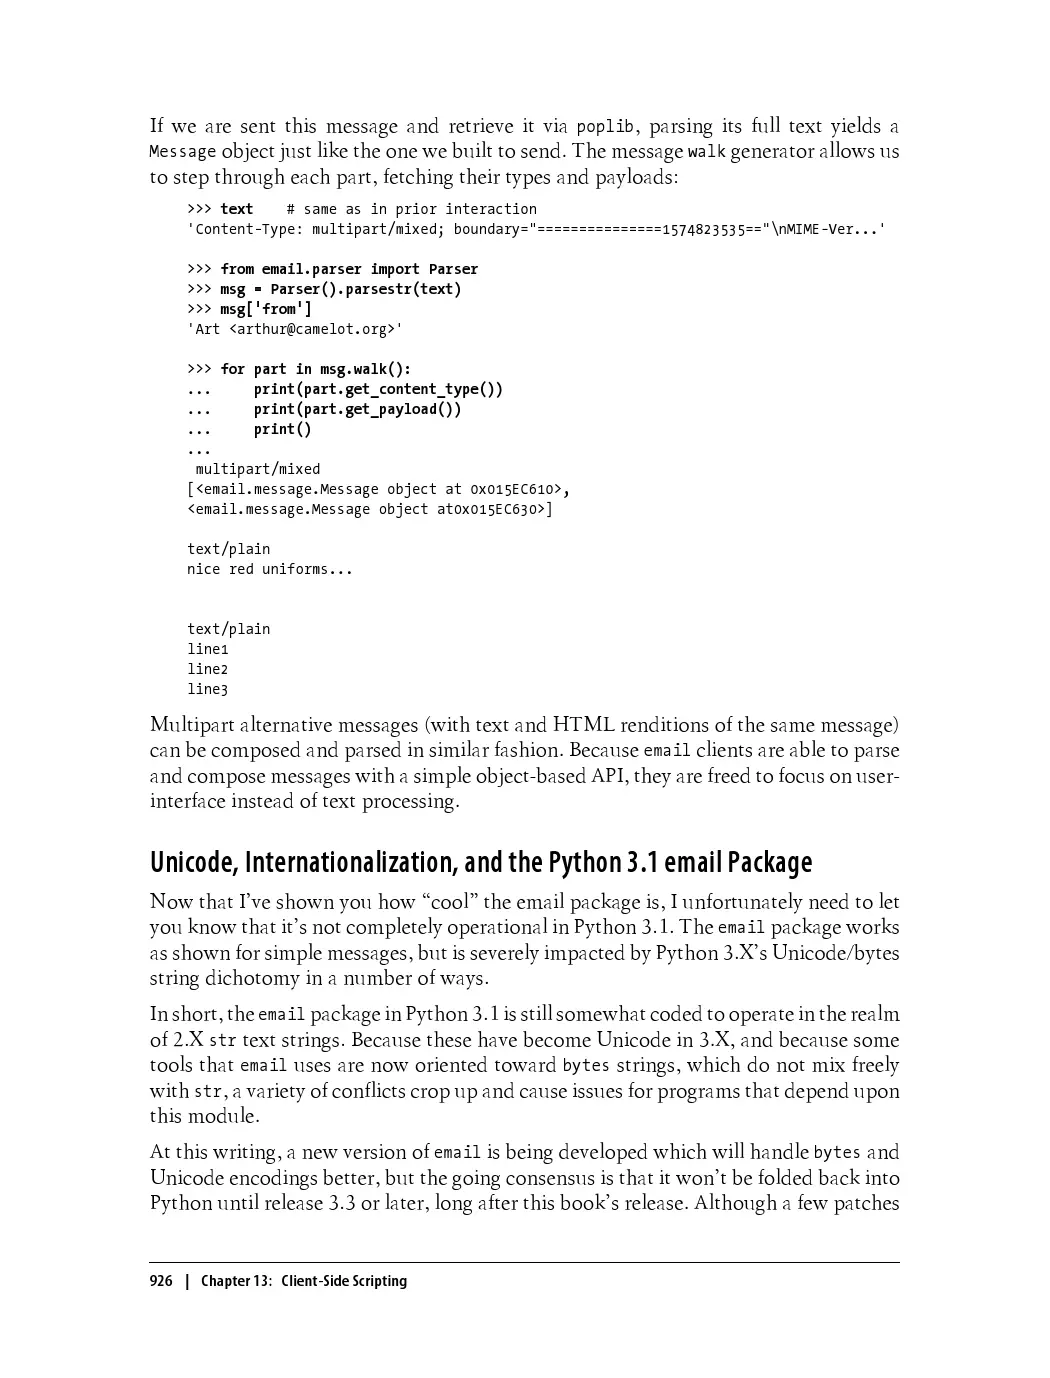 If we are sent this message and retrieve it via poplib, parsing its full text yields a
Message object just like the one we built to send. The message walk generator allows us
to step through each part, fetching their types and payloads:
>>> text    # same as in prior interaction
'Content-Type: multipart/mixed; boundary="===============1574823535=="\nMIME-Ver...'
>>> from email.parser import Parser
>>> msg = Parser().parsestr(text)
>>> msg['from']
'Art <arthur@camelot.org>'
>>> for part in msg.walk():
...     print(part.get_content_type())
...     print(part.get_payload())
...     print()
...
 multipart/mixed
[<email.message.Message object at 0x015EC610>,
<email.message.Message object at0x015EC630>]
text/plain
nice red uniforms...
text/plain
line1
line2
line3
Multipart alternative messages (with text and HTML renditions of the same message)
can be composed and parsed in similar fashion. Because email clients are able to parse
and compose messages with a simple object-based API, they are freed to focus on user-
interface instead of text processing.
Unicode, Internationalization, and the Python 3.1 email Package
Now that I’ve shown you how “cool” the email package is, I unfortunately need to let
you know that it’s not completely operational in Python 3.1. The email package works
as shown for simple messages, but is severely impacted by Python 3.X’s Unicode/bytes
string dichotomy in a number of ways.
In short, the email package in Python 3.1 is still somewhat coded to operate in the realm
of 2.X str text strings. Because these have become Unicode in 3.X, and because some
tools that email uses are now oriented toward bytes strings, which do not mix freely
with str, a variety of conflicts crop up and cause issues for programs that depend upon
this module.
At this writing, a new version of email is being developed which will handle bytes and
Unicode encodings better, but the going consensus is that it won’t be folded back into
Python until release 3.3 or later, long after this book’s release. Although a few patches
926 | Chapter 13: Client-Side Scripting